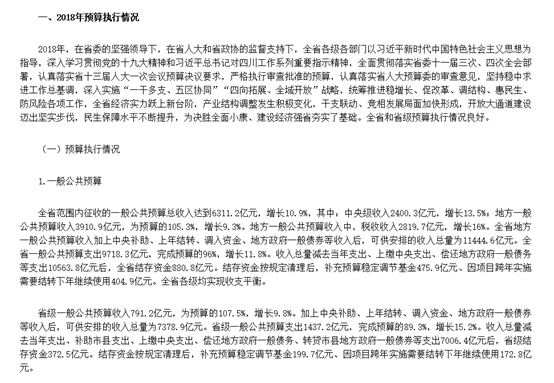 一、2018年预算执行情况
2018年，在省委的坚强领导下，在省人大和省政协的监督支持下，全省各级各部门以习近平新时代中国特色社会主义思想为
指导，深入学习贯彻党的十九大精神和习近平总书记对四川工作系列重要指示精神，全面贯彻落实省委十一届三次、四次全会部
署，认真落实省十三届人大一次会议预算决议要求，严格执行审查批准的预算，认真落实省人大预算委的审查意见，坚持稳中求
进工作总基调，深入实施“一干多支、五区协同”“四向拓展、全域开放”战略，统筹推进稳增长、促改革、调结构、惠民生、
防风险各项工作，全省经济实力跃上新台阶，产业结构调整发生积极变化，干支联动、竞相发展局面加快形成，开放大通道建设
迈出坚实步伐，民生保障水平不断提升，为决胜全面小康、建设经济强省夯实了基础。全省和省级预算执行情况良好。
（一）预算执行情况
1.一般公共预算
全省范围内征收的一般公共预算总收入达到6311.2亿元，增长10.9%，其中：中央级收入2400.3亿元，增长13.5%；地方一般
公共预算收入3910.9亿元，为预算的105.3%，增长9.3%。地方一般公共预算收入中，税收收入2819.7亿元，增长16%。全省地方
一般公共预算收入加上中央补助、上年结转、调入资金、地方政府一般债券等收入后，可供安排的收入总量为11444.6亿元。全
省一般公共预算支出9718.3亿元，完成预算的96%，增长11.8%。收入总量减去当年支出、上缴中央支出、偿还地方政府一般债务
等支出10563.8亿元后，全省结存资金880.8亿元。结存资金按规定清理后，补充预算稳定调节基金475.9亿元、因项目跨年实施
需要结转下年继续使用404.9亿元。全省各级均实现收支平衡。
省级一般公共预算收入791.2亿元，为预算的107.5%，增长9.8%。加上中央补助、上年结转、调入资金、地方政府一般债券
等收入后，可供安排的收入总量为7378.9亿元。省级一般公共预算支出1437.2亿元，完成预算的89.3%，增长15.2%。收入总量减
去当年支出、补助市县支出、上缴中央支出、偿还地方政府一般债务、转贷市县地方政府一般债券等支出7006.4亿元后，省级结
存资金372.5亿元。结存资金按规定清理后，补充预算稳定调节基金199.7亿元、因项目跨年实施需要结转下年继续使用172.8亿
元。